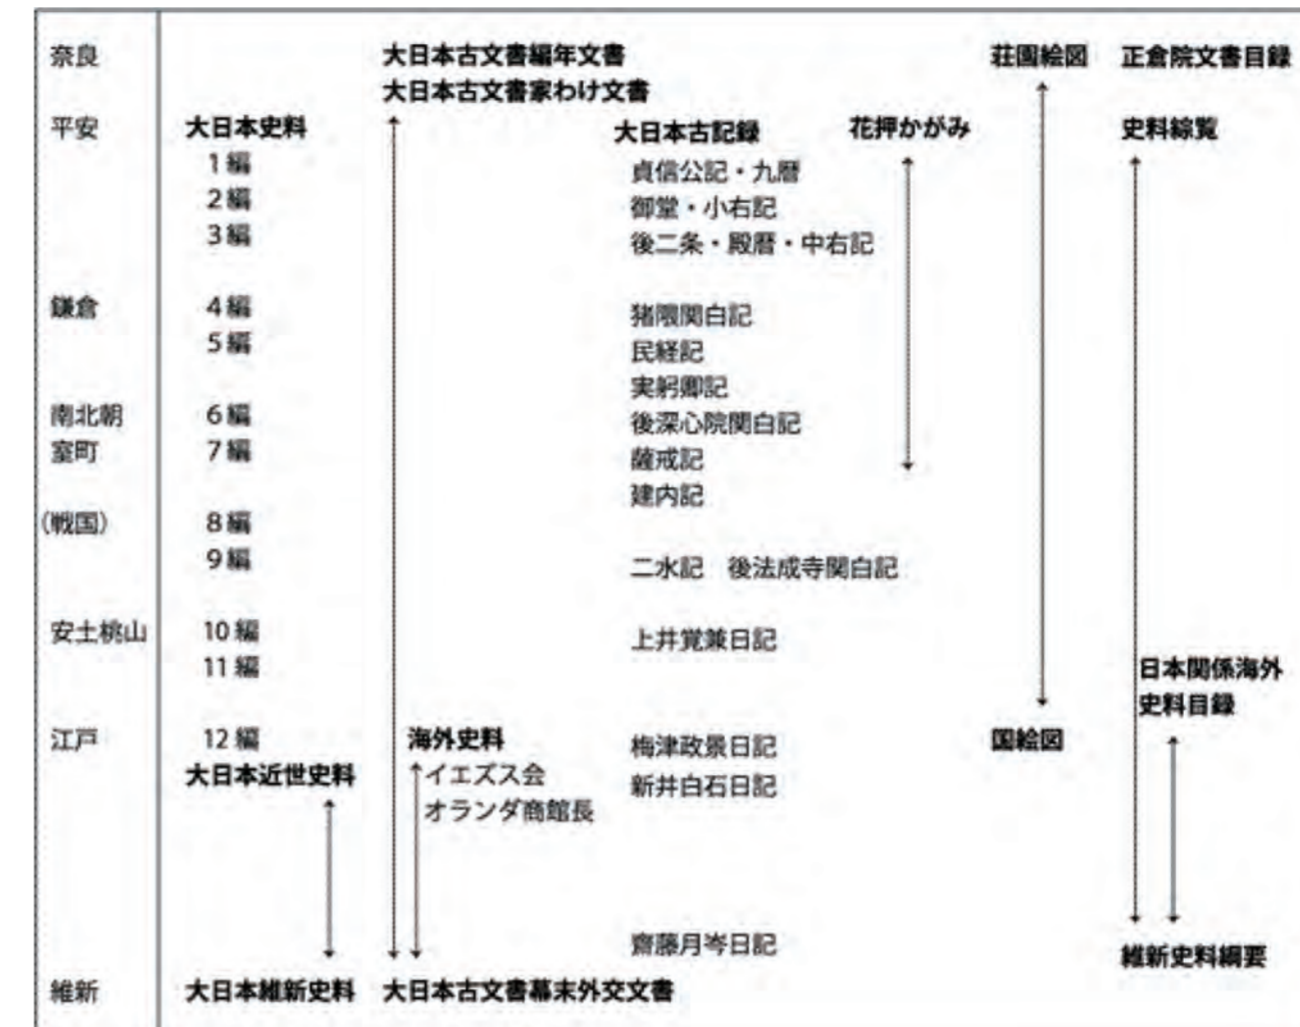 奈良 大日本古文書編年文書 荘園絵図 正倉院文書目録
大日本古文書家わけ文書
平安 大日本史料 大日本古記録 花押かがみ 史料綜覧
1編 貞信公記・九暦
2編 御堂・小右記
3編 後二条・殿暦・中右記
鎌倉 4編 猪隈関白記
5編 民経記
実躬卿記
南北朝 6編 後深心院関白記
室町 7編 薩戒記
建内記
(戦国) 8編
9編 二水記 後法成寺関白記
安土桃山 10編 上井覚兼日記
11編 日本関係海外
史料目録
江戸 12編 海外史料 梅津政景日記 国絵図
大日本近世史料 イエズス会 新井白石日記
オランダ商館長
齋藤月岑日記 維新史料綱要
維新 大日本維新史料 大日本古文書幕末外交文書